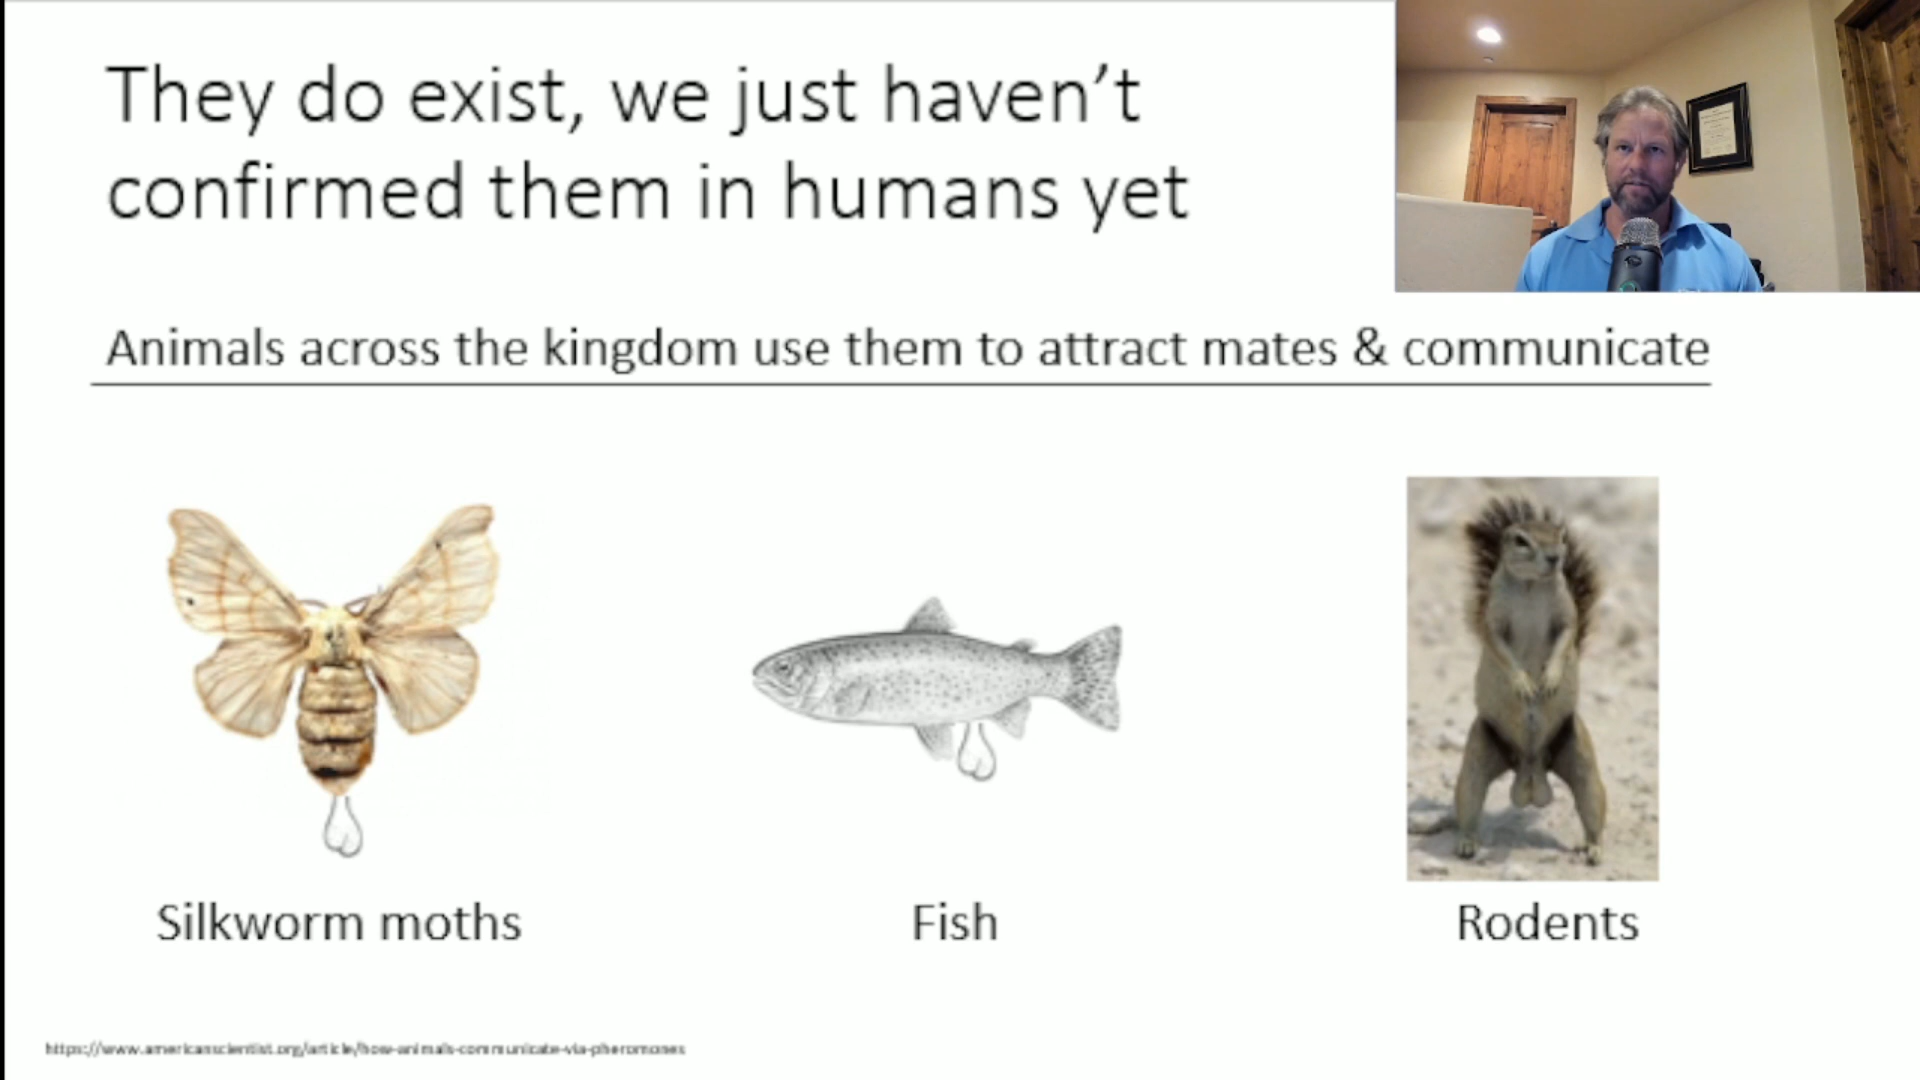 They do exist, we just haven’t
confirmed them in humans yet
Animals across the kingdom use them to attract mates & communicate
Silkworm moths
Fish
Rodents
https://www.americanscientist.org/article/how-animals-communicate-via-pheromones